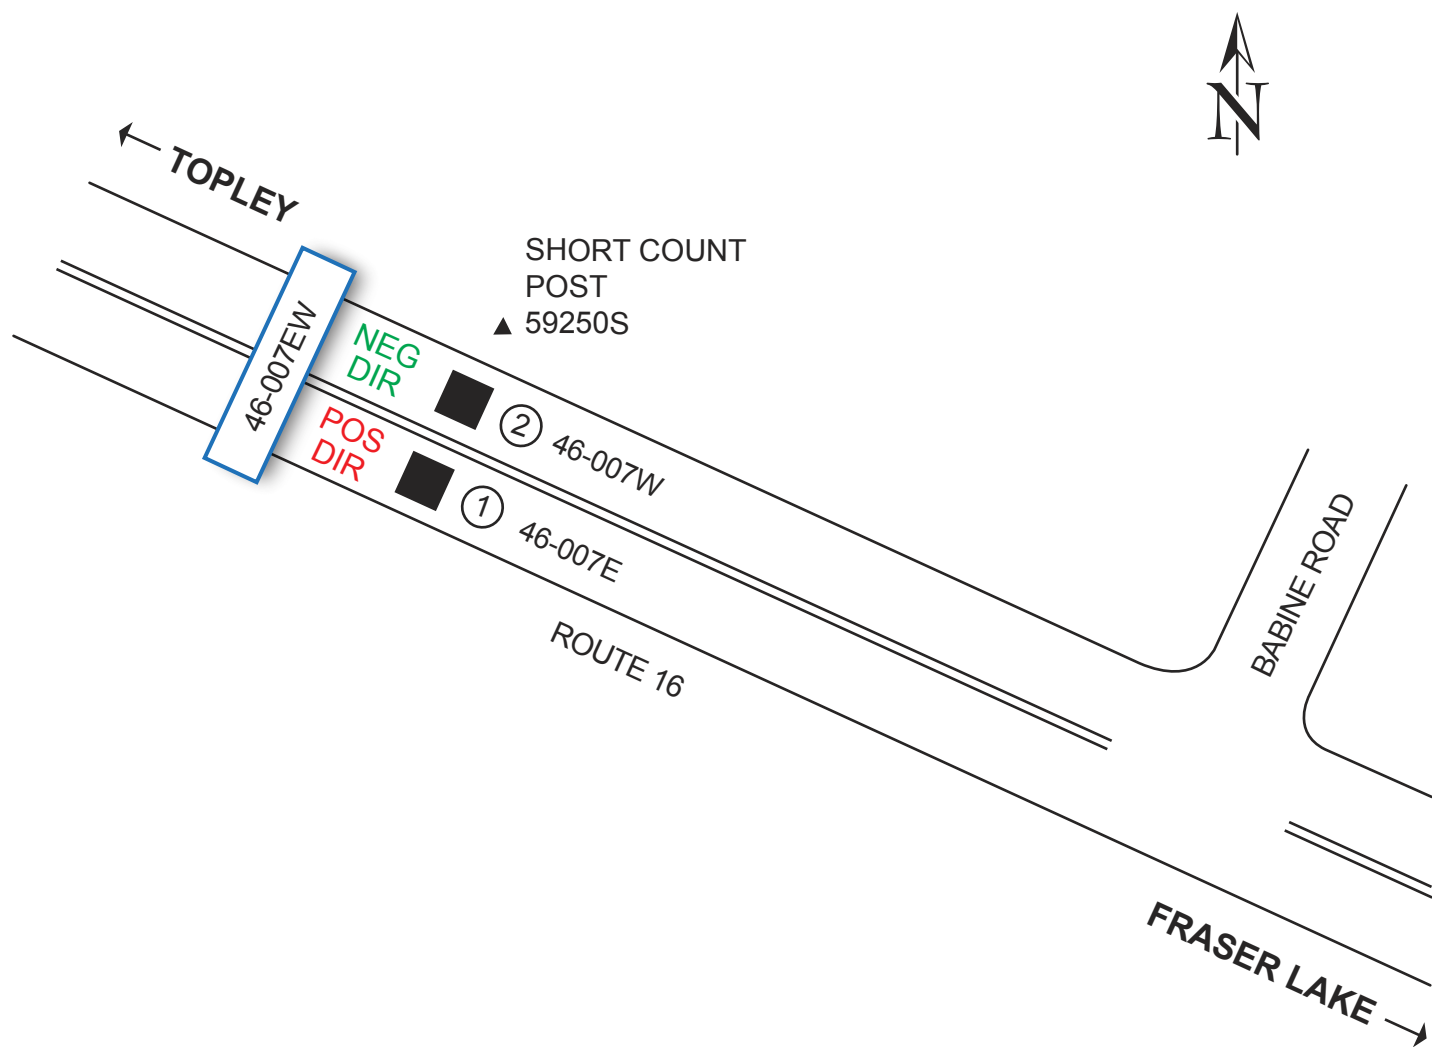 N
TOPLEY
SHORT COUNT
POST
59250S
46-007EW
NEG
DIR
2
46-007W
POS
DIR
1
46-007E
ROUTE 16
BABINE ROAD
FRASER LAKE